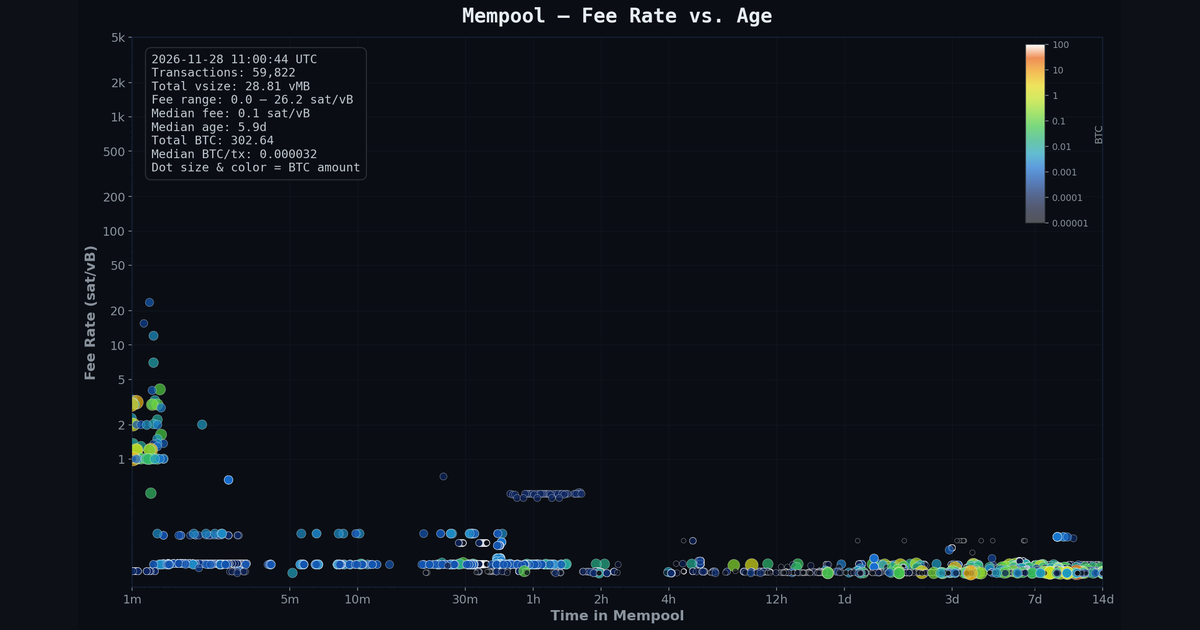 Mempool — Fee Rate vs. Age
2026-11-28 11:00:44 UTC
Transactions: 59,822
Total vsize: 28.81 vMB
Fee range: 0.0 – 26.2 sat/vB
Median fee: 0.1 sat/vB
Median age: 5.9d
Total BTC: 302.64
Median BTC/tx: 0.000032
Dot size & color = BTC amount
5k
2k
1k
500
200
100
50
20
10
5
2
1
Fee Rate (sat/vB)
100
10
1
0.1
0.01
0.001
0.0001
0.00001
BTC
1m 5m 10m 30m 1h 2h 4h 12h 1d 3d 7d 14d
Time in Mempool